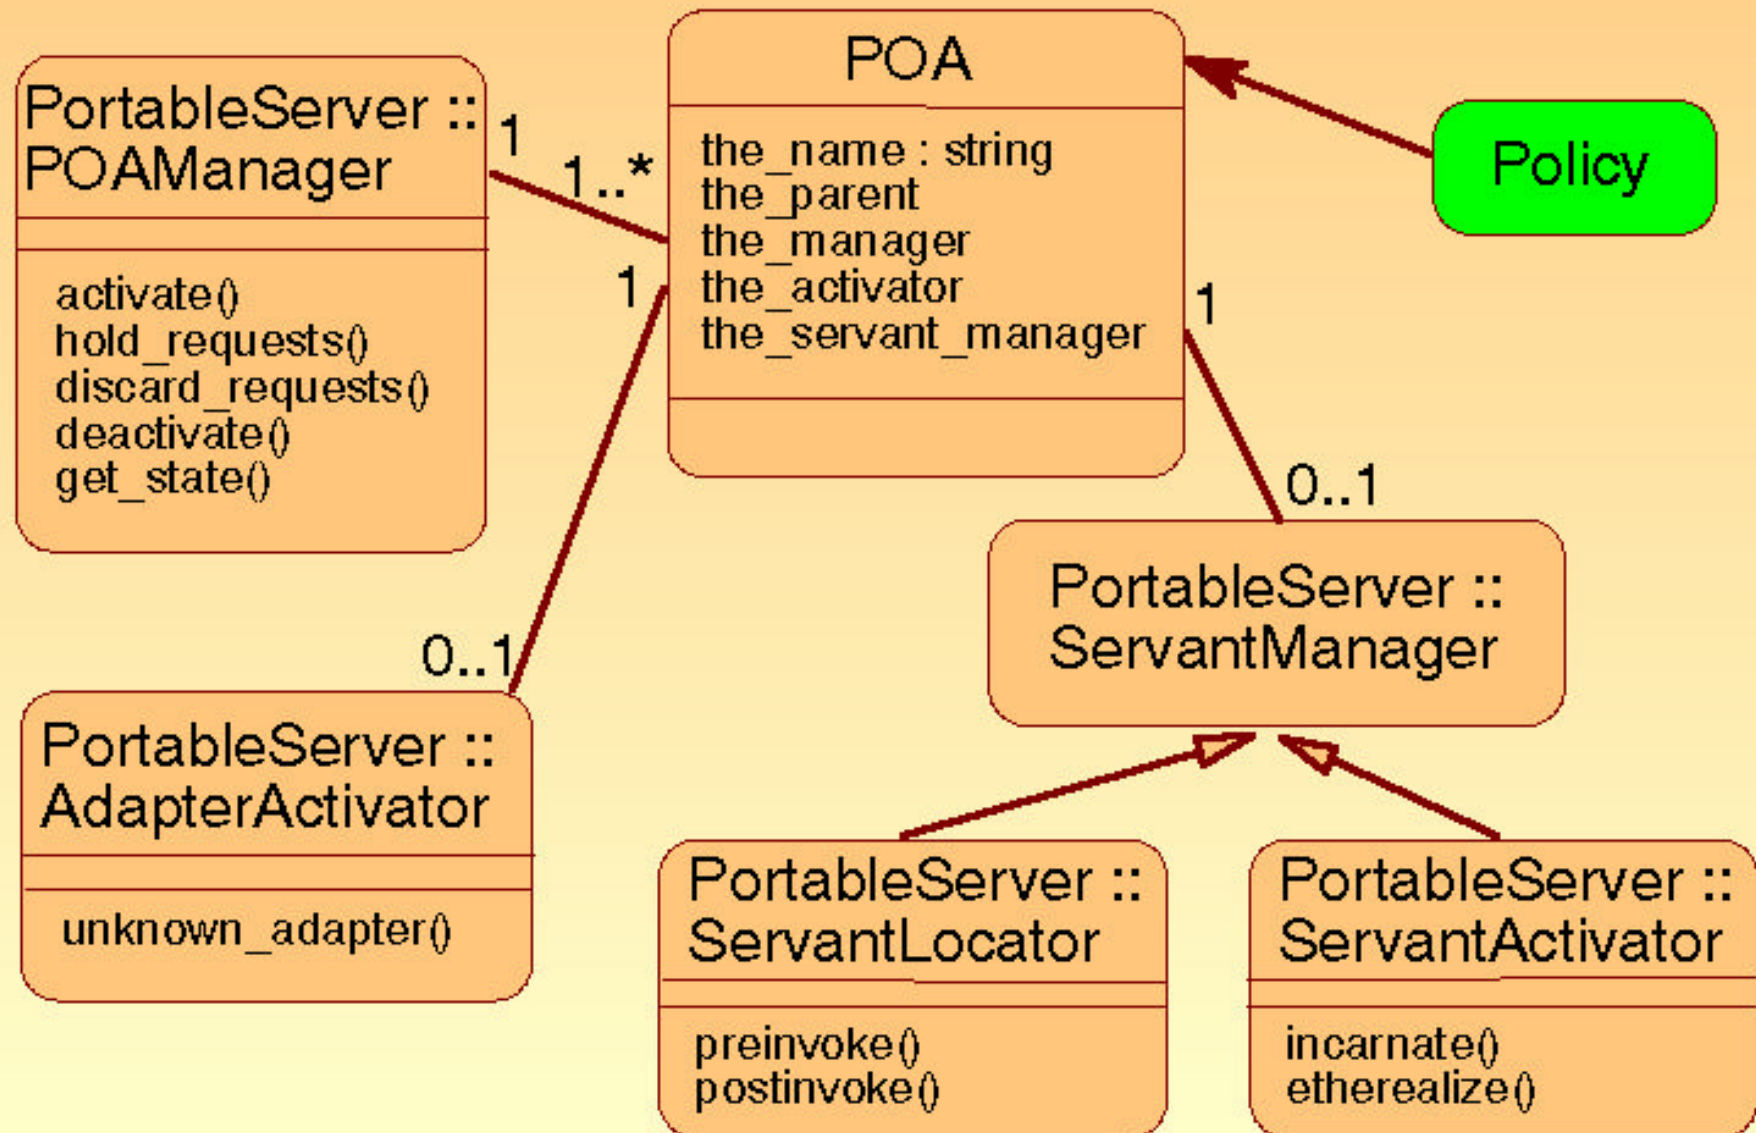 PortableServer ::
POAManager
activate()
hold_requests()
discard_requests()
deactivate()
get_state()
1
1..*
POA
the_name : string
the_parent
the_manager
the_activator
the_servant_manager
Policy
1
0..1
1
0..1
PortableServer ::
AdapterActivator
unknown_adapter()
PortableServer ::
ServantManager
PortableServer ::
ServantLocator
preinvoke()
postinvoke()
PortableServer ::
ServantActivator
incarnate()
etherealize()